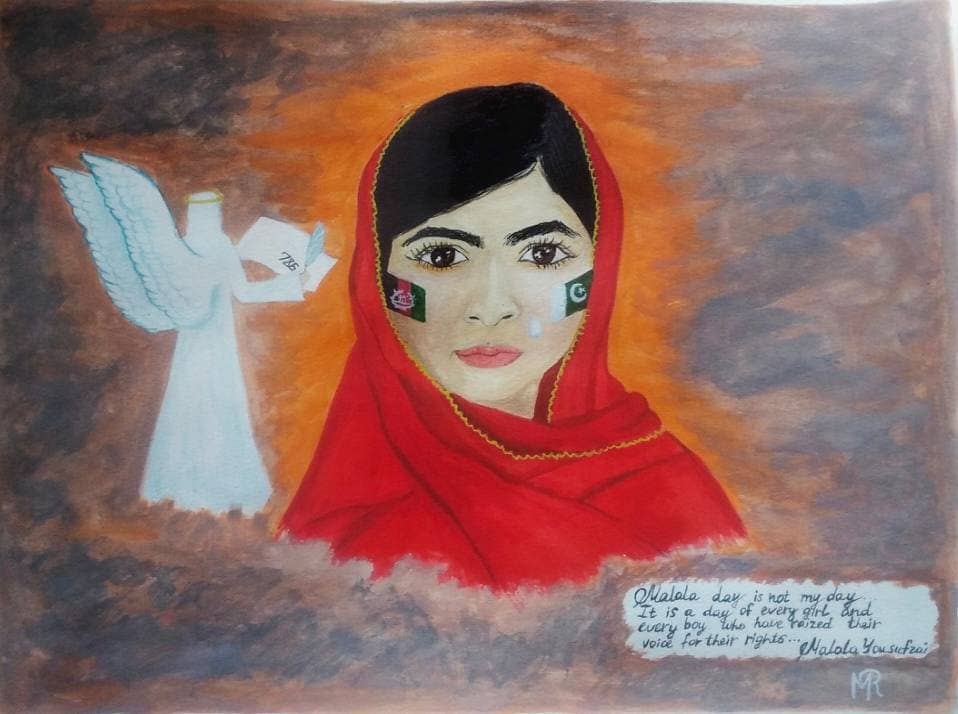 786
Malala day is not my day...
It is a day of every girl and
every boy who have reized their
voice for their rights...
Malala Yousufzai
MR